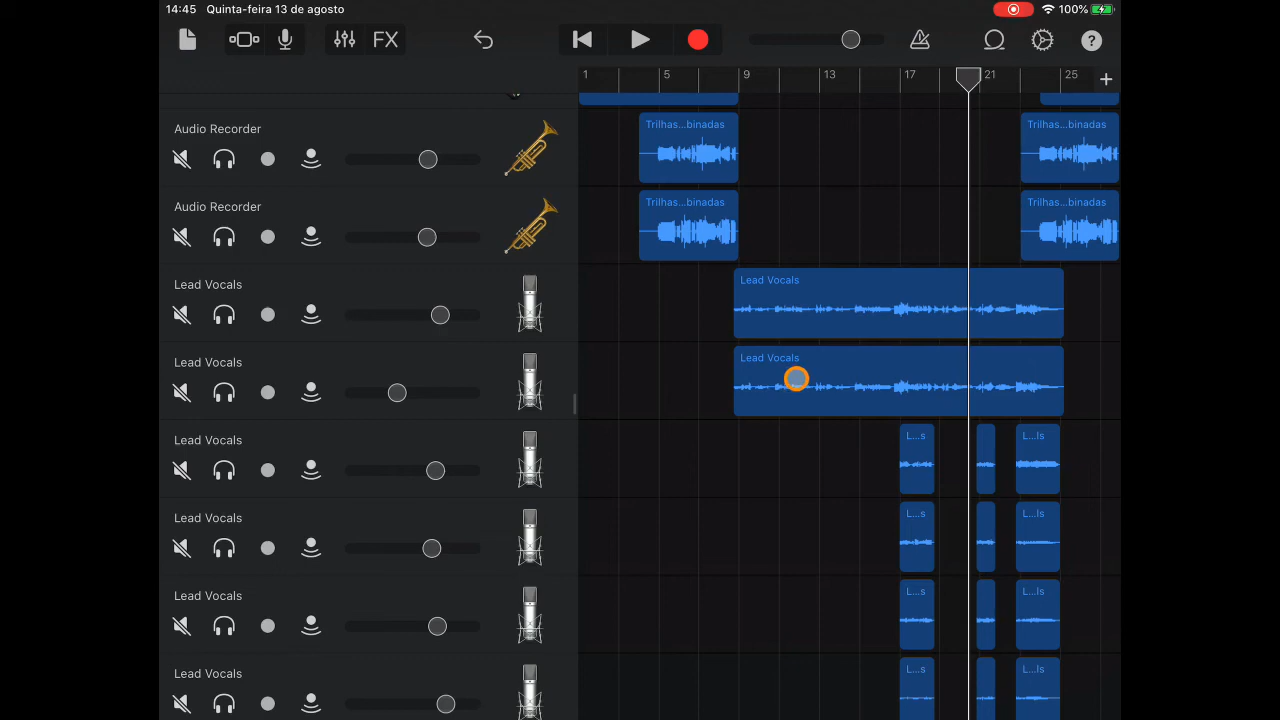 14:45 Quinta-feira 13 de agosto 100%
FX ?
1 5 9 13 17 21 25 +
Audio Recorder
Trilhas...binadas Trilhas...binadas
Audio Recorder
Trilhas...binadas Trilhas...binadas
Lead Vocals Lead Vocals
Lead Vocals Lead Vocals
Lead Vocals L...s L...ls
Lead Vocals L...s L...ls
Lead Vocals L...s L...ls
Lead Vocals L...s L...ls